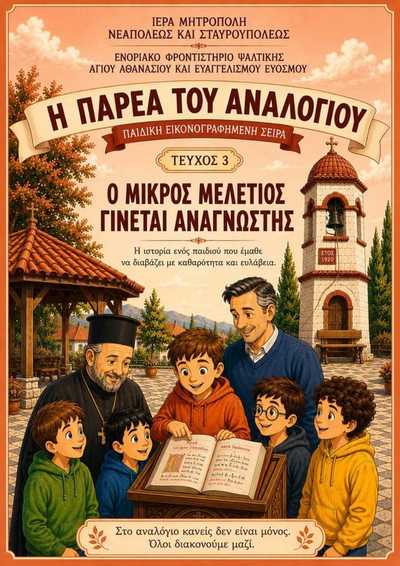 ΙΕΡΑ ΜΗΤΡΟΠΟΛΗ
ΝΕΑΠΟΛΕΩΣ ΚΑΙ ΣΤΑΥΡΟΥΠΟΛΕΩΣ
ΕΝΟΡΙΑΚΟ ΦΡΟΝΤΙΣΤΗΡΙΟ ΨΑΛΤΙΚΗΣ
ΑΓΙΟΥ ΑΘΑΝΑΣΙΟΥ ΚΑΙ ΕΥΑΓΓΕΛΙΣΜΟΥ ΕΥΟΣΜΟΥ
Η ΠΑΡΕΑ ΤΟΥ ΑΝΑΛΟΓΙΟΥ
ΠΑΙΔΙΚΗ ΕΙΚΟΝΟΓΡΑΦΗΜΕΝΗ ΣΕΙΡΑ
ΤΕΥΧΟΣ 3
Ο ΜΙΚΡΟΣ ΜΕΛΕΤΙΟΣ
ΓΙΝΕΤΑΙ ΑΝΑΓΝΩΣΤΗΣ
Η ιστορία ενός παιδιού που έμαθε
να διαβάζει με καθαρότητα και ευλάβεια.
ΕΤΟΣ
1920
Στο αναλόγιο κανείς δεν είναι μόνος.
Όλοι διακονούμε μαζί.